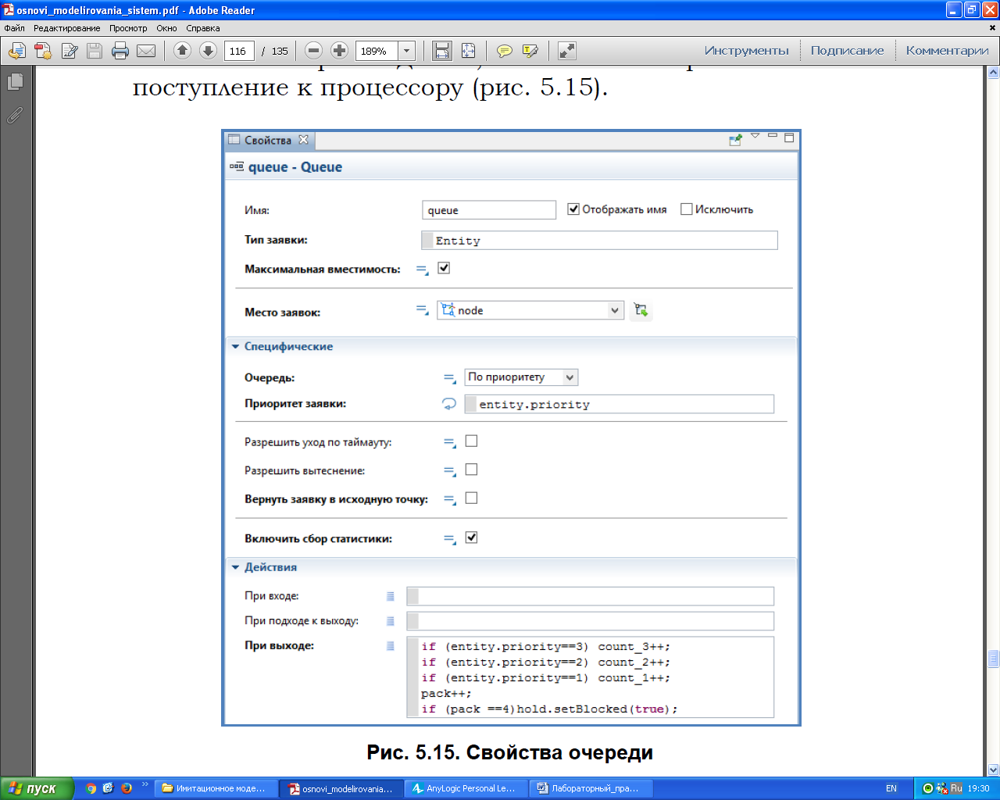 osnovi_modelirovania_sistem.pdf - Adobe Reader
Файл Редактирование Просмотр Окно Справка
116 / 135 189% Инструменты Подписание Комментарии
поступление к процессору (рис. 5.15).
Свойства
queue - Queue
Имя: queue Отображать имя Исключить
Тип заявки: Entity
Максимальная вместимость:
Место заявок: node
Специфические
Очередь: По приоритету
Приоритет заявки: entity.priority
Разрешить уход по таймауту:
Разрешить вытеснение:
Вернуть заявку в исходную точку:
Включить сбор статистики:
Действия
При входе:
При подходе к выходу:
При выходе: if (entity.priority==3) count_3++;
if (entity.priority==2) count_2++;
if (entity.priority==1) count_1++;
pack++;
if (pack ==4)hold.setBlocked(true);
Рис. 5.15. Свойства очереди
пуск » Имитационное моде... osnovi_modelirovania... AnyLogic Personal Le... Лабораторный_пра... EN Ru 19:30